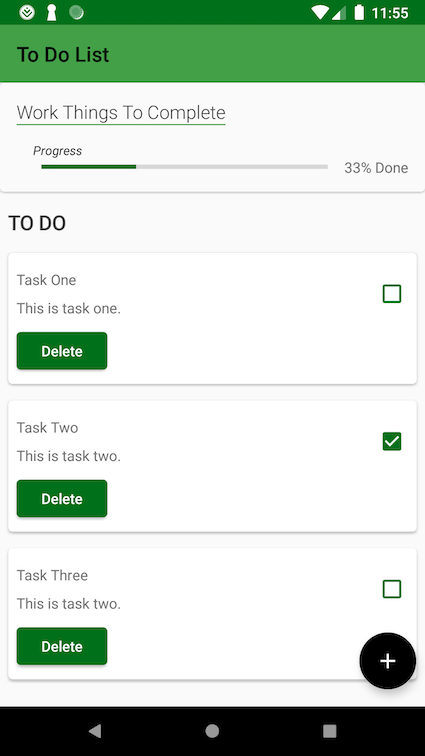 11:55
To Do List
Work Things To Complete
Progress
33% Done
TO DO
Task One
This is task one.
Delete
Task Two
This is task two.
Delete
Task Three
This is task two.
Delete
+